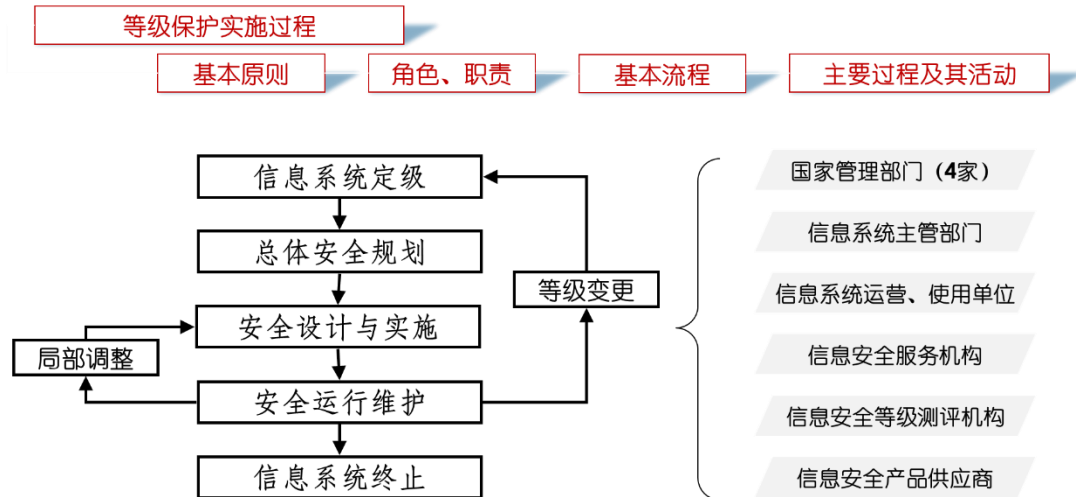 等级保护实施过程
基本原则
角色、职责
基本流程
主要过程及其活动
信息系统定级
总体安全规划
安全设计与实施
安全运行维护
信息系统终止
局部调整
等级变更
国家管理部门（4家）
信息系统主管部门
信息系统运营、使用单位
信息安全服务机构
信息安全等级测评机构
信息安全产品供应商